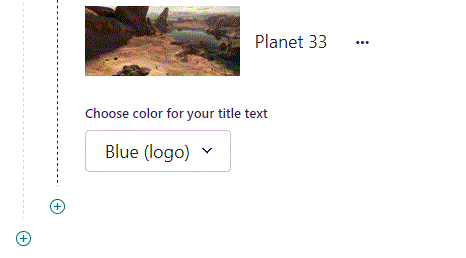 Planet 33
Choose color for your title text
Blue (logo)